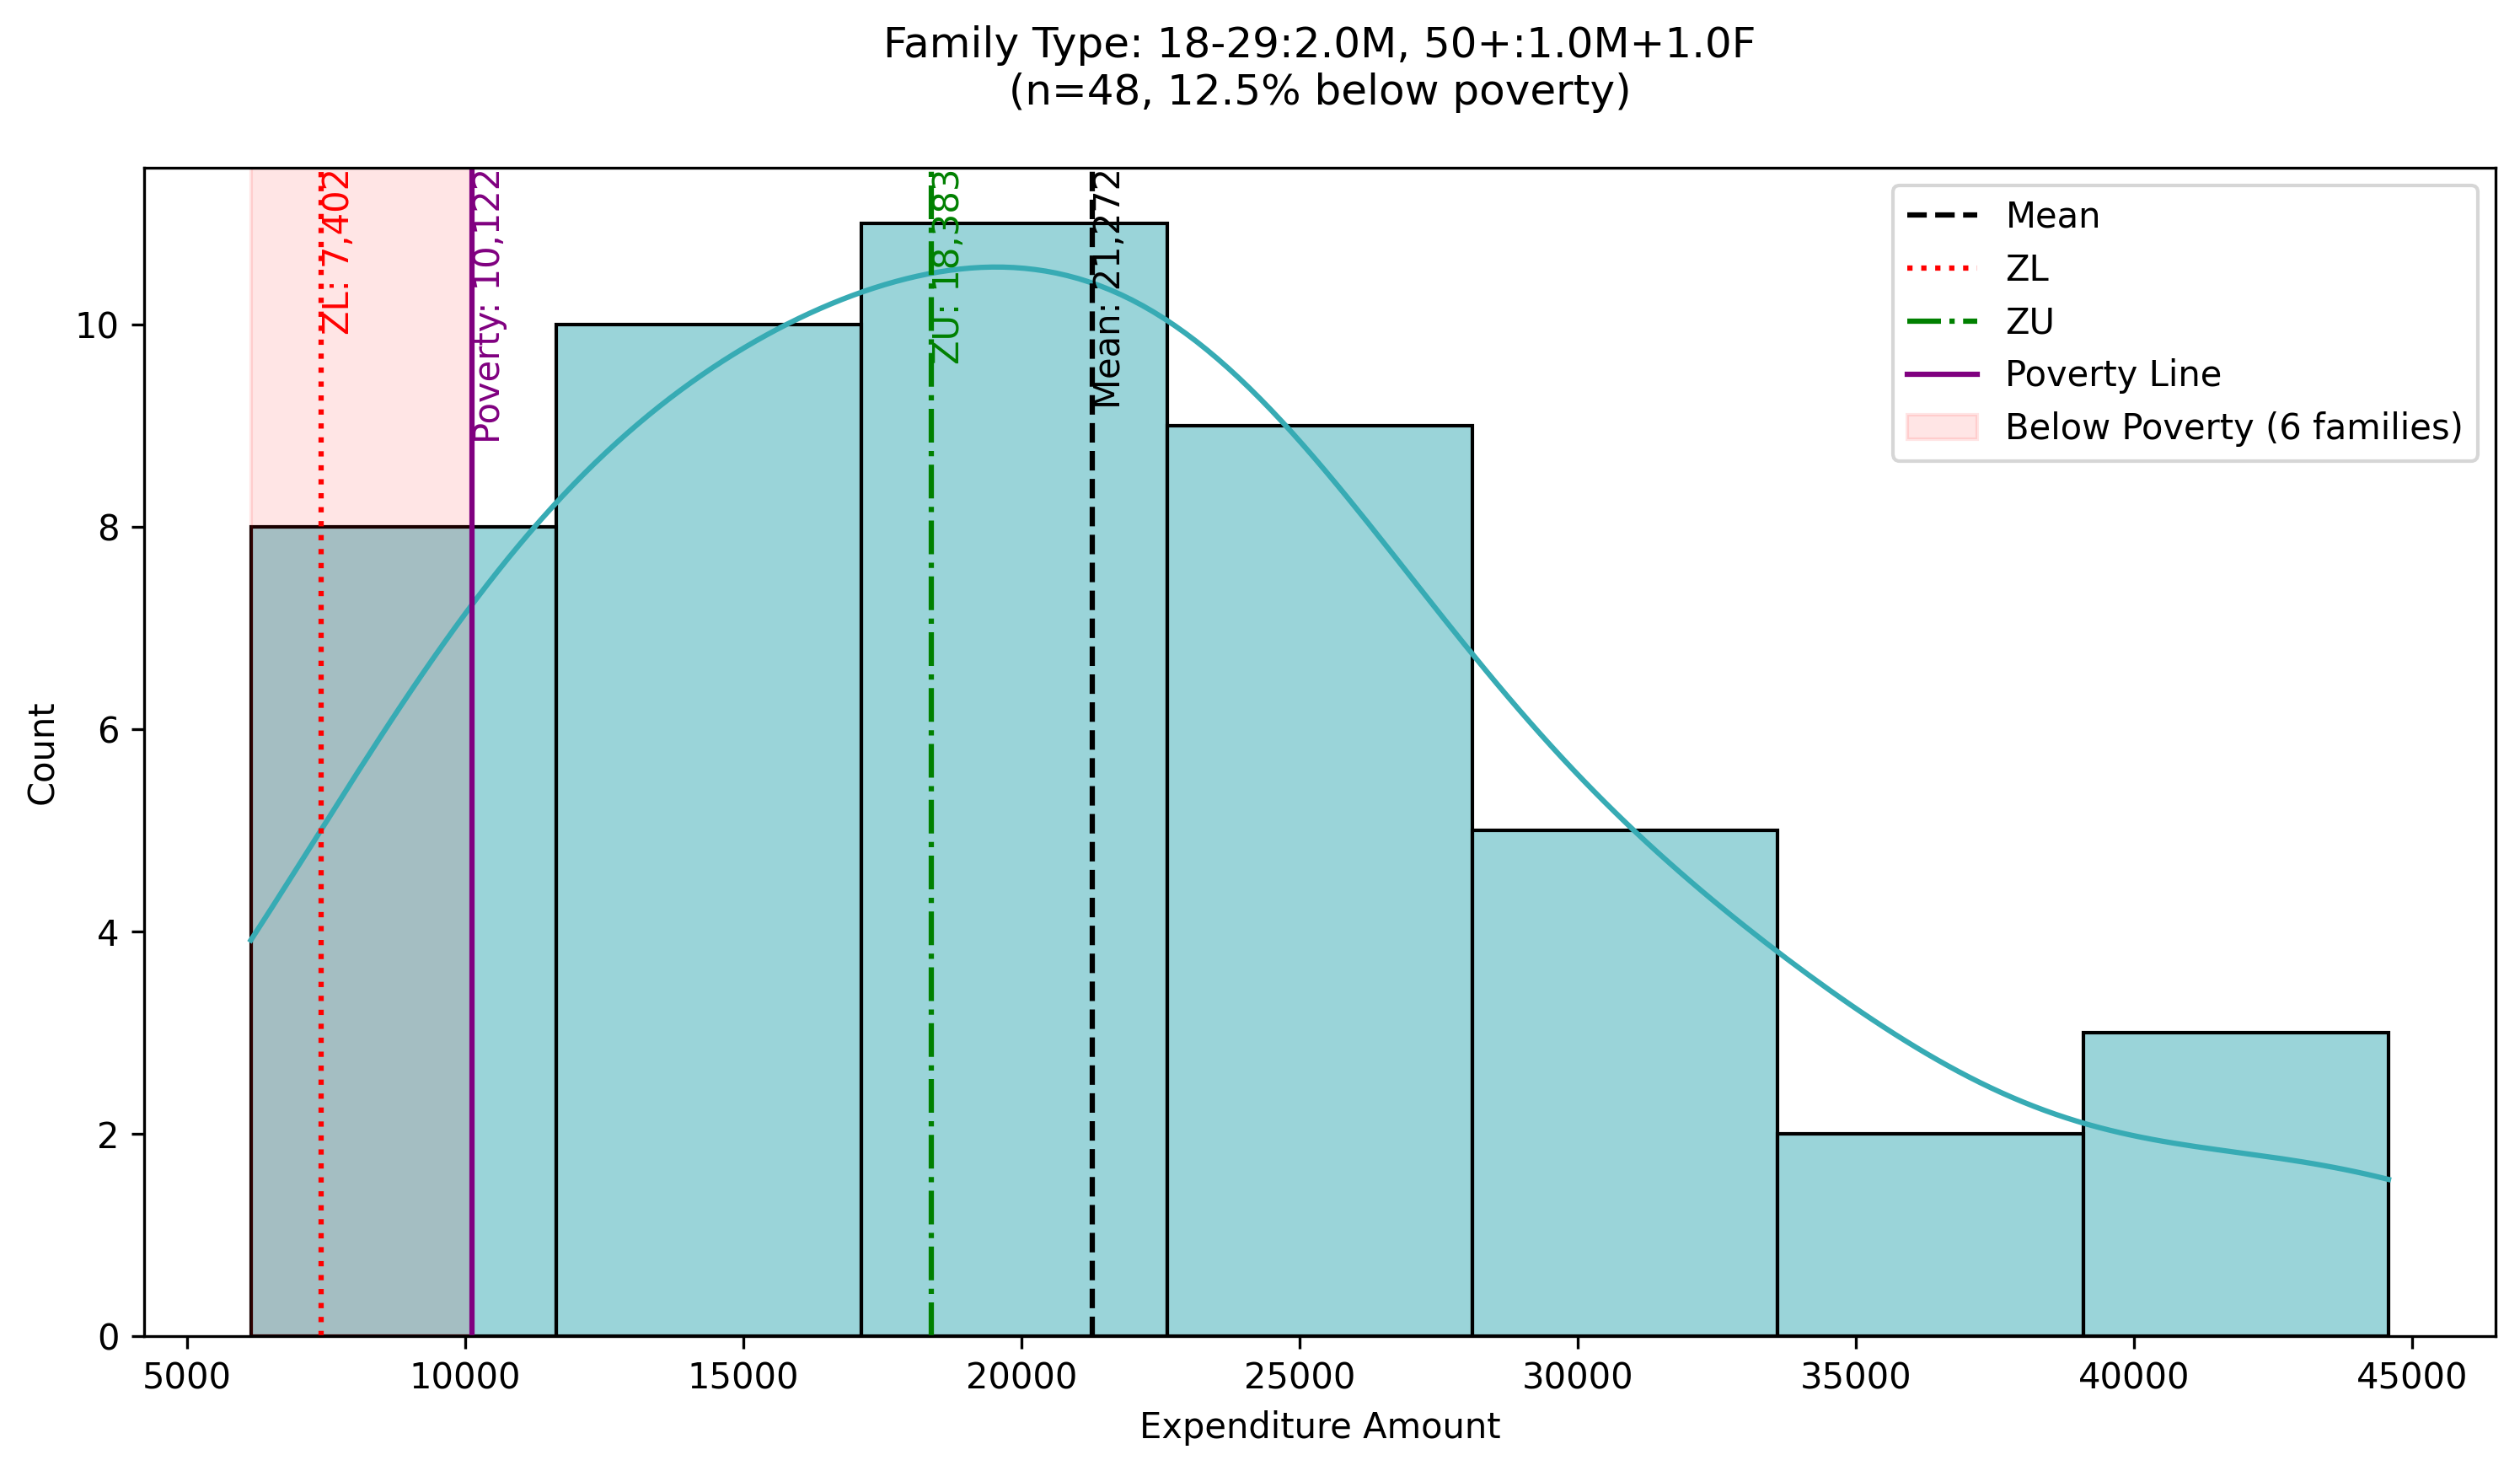 Family Type: 18-29:2.0M, 50+:1.0M+1.0F
(n=48, 12.5% below poverty)
ZL: 7,402
Poverty: 10,122
ZU: 18,383
Mean: 21,272
Mean
ZL
ZU
Poverty Line
Below Poverty (6 families)
Count
10
8
6
4
2
0
5000
10000
15000
20000
25000
30000
35000
40000
45000
Expenditure Amount